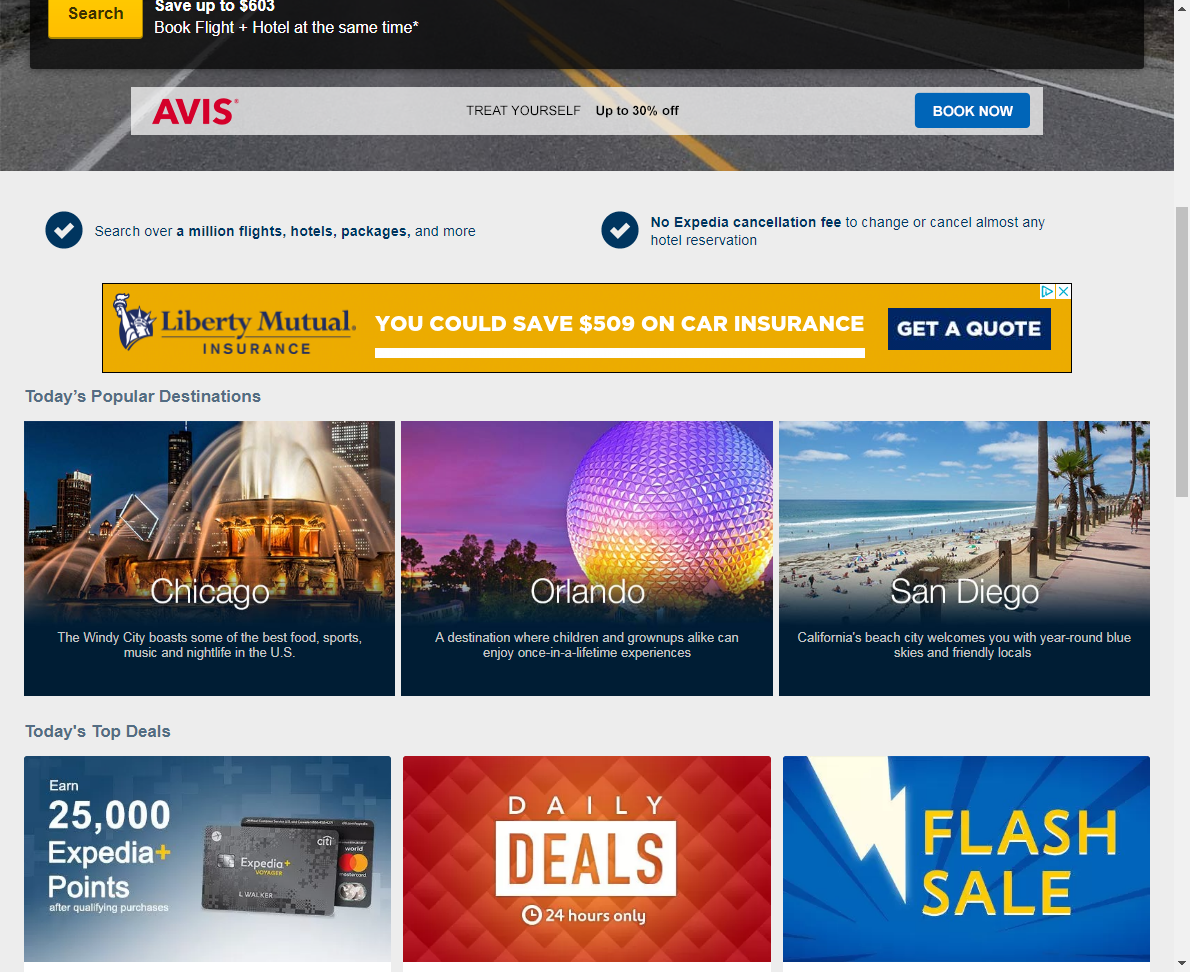 Search
Save up to $603
Book Flight + Hotel at the same time*
AVIS®
TREAT YOURSELF Up to 30% off
BOOK NOW
Search over a million flights, hotels, packages, and more
No Expedia cancellation fee to change or cancel almost any
hotel reservation
Liberty Mutual.
INSURANCE
YOU COULD SAVE $509 ON CAR INSURANCE
GET A QUOTE
Today’s Popular Destinations
Chicago
The Windy City boasts some of the best food, sports,
music and nightlife in the U.S.
Orlando
A destination where children and grownups alike can
enjoy once-in-a-lifetime experiences
San Diego
California's beach city welcomes you with year-round blue
skies and friendly locals
Today's Top Deals
Earn
25,000
Expedia+
Points
after qualifying purchases
citi
Expedia+
VOYAGER
L WALKER
world
mastercard
DAILY
DEALS
24 hours only
FLASH
SALE